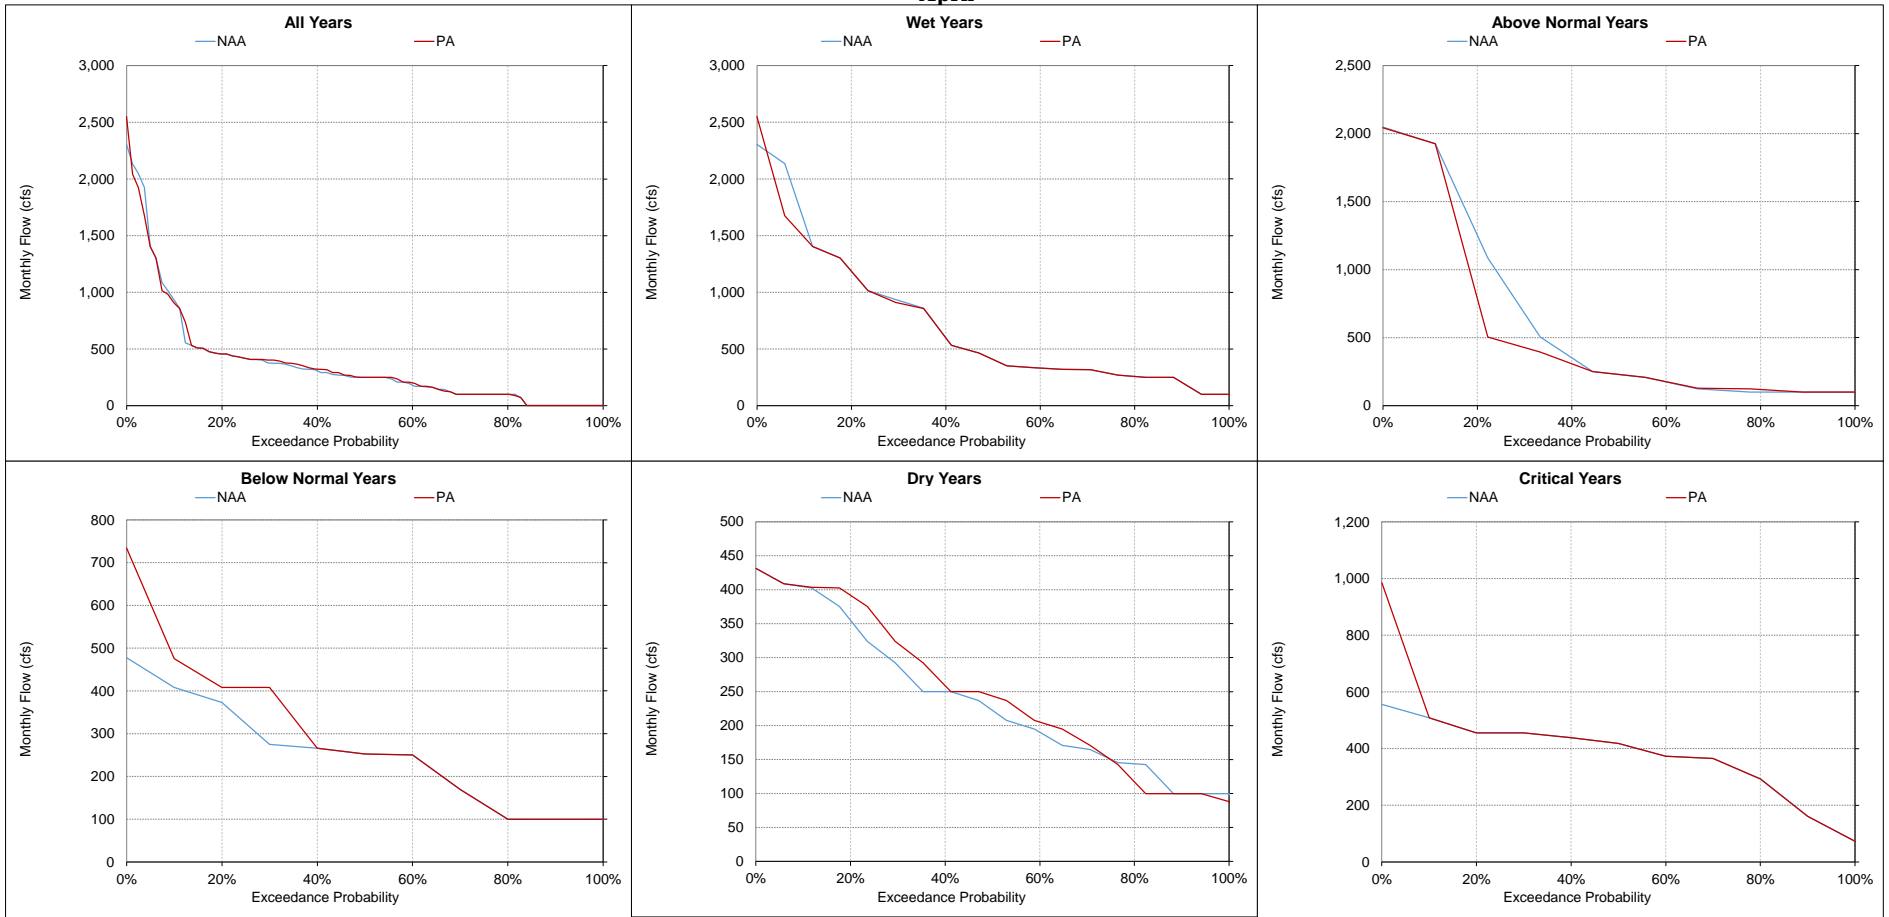 All Years
NAA PA
3,000
2,500
2,000
1,500
1,000
500
0
Monthly Flow (cfs)
0% 20% 40% 60% 80% 100%
Exceedance Probability
Wet Years
NAA PA
3,000
2,500
2,000
1,500
1,000
500
0
Monthly Flow (cfs)
0% 20% 40% 60% 80% 100%
Exceedance Probability
Above Normal Years
NAA PA
2,500
2,000
1,500
1,000
500
0
Monthly Flow (cfs)
0% 20% 40% 60% 80% 100%
Exceedance Probability
Below Normal Years
NAA PA
800
700
600
500
400
300
200
100
0
Monthly Flow (cfs)
0% 20% 40% 60% 80% 100%
Exceedance Probability
Dry Years
NAA PA
500
450
400
350
300
250
200
150
100
50
0
Monthly Flow (cfs)
0% 20% 40% 60% 80% 100%
Exceedance Probability
Critical Years
NAA PA
1,200
1,000
800
600
400
200
0
Monthly Flow (cfs)
0% 20% 40% 60% 80% 100%
Exceedance Probability